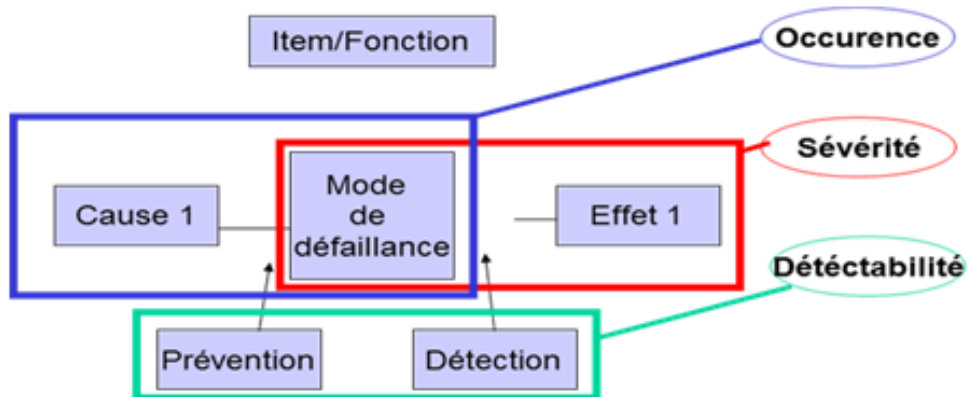 Item/Fonction
Occurence
Sévérité
Cause 1
Mode
de
défaillance
Effet 1
Détéctabilité
Prévention
Détection